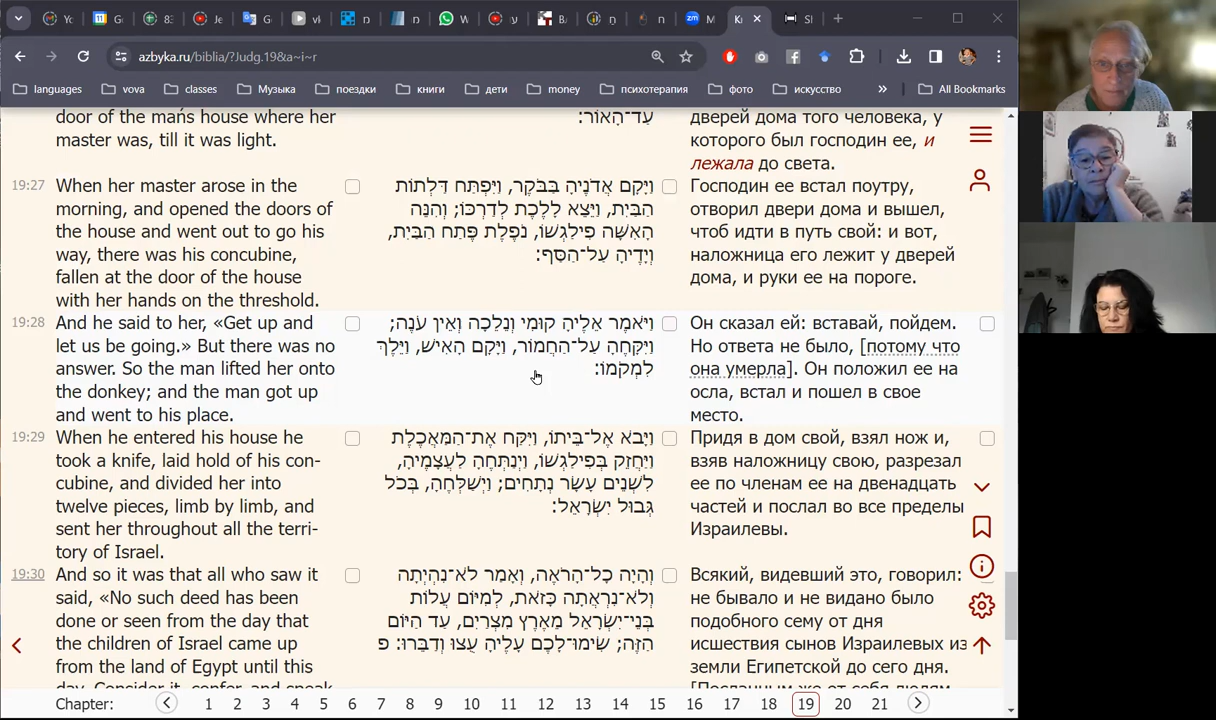 azbyka.ru/biblia/?Judg.19&a~i~r
languages vova classes Музыка поездки книги дети money психотерапия фото искусство » All Bookmarks
door of the mans house where her
master was, till it was light.
עַד־הָאוֹר׃
дверей дома того человека, у
которого был господин ее, и
лежала до света.
19:27
When her master arose in the
morning, and opened the doors of
the house and went out to go his
way, there was his concubine,
fallen at the door of the house
with her hands on the threshold.
וַיָּקָם אֲדֹנֶיהָ בַּבֹּקֶר, וַיִּפְתַּח דַּלְתוֹת
הַבַּיִת, וַיֵּצֵא לָלֶכֶת לְדַרְכּוֹ; וְהִנֵּה
הָאִשָּׁה פִילַגְשׁוֹ, נֹפֶלֶת פֶּתַח הַבַּיִת,
וְיָדֶיהָ עַל־הַסַּף׃
Господин ее встал поутру,
отворил двери дома и вышел,
чтоб идти в путь свой: и вот,
наложница его лежит у дверей
дома, и руки ее на пороге.
19:28
And he said to her, «Get up and
let us be going.» But there was no
answer. So the man lifted her onto
the donkey; and the man got up
and went to his place.
וַיֹּאמֶר אֵלֶיהָ קוּמִי וְנֵלֵכָה וְאֵין עֹנֶה;
וַיִּקָּחֶהָ עַל־הַחֲמוֹר, וַיָּקָם הָאִישׁ, וַיֵּלֶךְ
לִמְקֹמוֹ׃
Он сказал ей: вставай, пойдем.
Но ответа не было, [потому что
она умерла]. Он положил ее на
осла, встал и пошел в свое
место.
19:29
When he entered his house he
took a knife, laid hold of his con-
cubine, and divided her into
twelve pieces, limb by limb, and
sent her throughout all the terri-
tory of Israel.
וַיָּבֹא אֶל־בֵּיתוֹ, וַיִּקַּח אֶת־הַמַּאֲכֶלֶת
וַיַּחֲזֵק בְּפִילַגְשׁוֹ, וַיְנַתְּחֶהָ לַעֲצָמֶיהָ,
לִשְׁנֵים עָשָׂר נְתָחִים; וַיְשַׁלְּחֶהָ, בְּכֹל
גְּבוּל יִשְׂרָאֵל׃
Придя в дом свой, взял нож и,
взяв наложницу свою, разрезал
ее по членам ее на двенадцать
частей и послал во все пределы
Израилевы.
19:30
And so it was that all who saw it
said, «No such deed has been
done or seen from the day that
the children of Israel came up
from the land of Egypt until this
day. Consider it, confer, and speak
וְהָיָה כָל־הָרֹאֶה, וְאָמַר לֹא־נִהְיְתָה
וְלֹא־נִרְאֲתָה כָּזֹאת, לְמִיּוֹם עֲלוֹת
בְּנֵי־יִשְׂרָאֵל מֵאֶרֶץ מִצְרַיִם, עַד הַיּוֹם
הַזֶּה; שִׂימוּ־לָכֶם עָלֶיהָ עֻצוּ וְדַבֵּרוּ׃ פ
Всякий, видевший это, говорил:
не бывало и не видано было
подобного сему от дня
исшествия сынов Израилевых из
земли Египетской до сего дня.
[Посланным же от себя людям
Chapter: 1 2 3 4 5 6 7 8 9 10 11 12 13 14 15 16 17 18 19 20 21